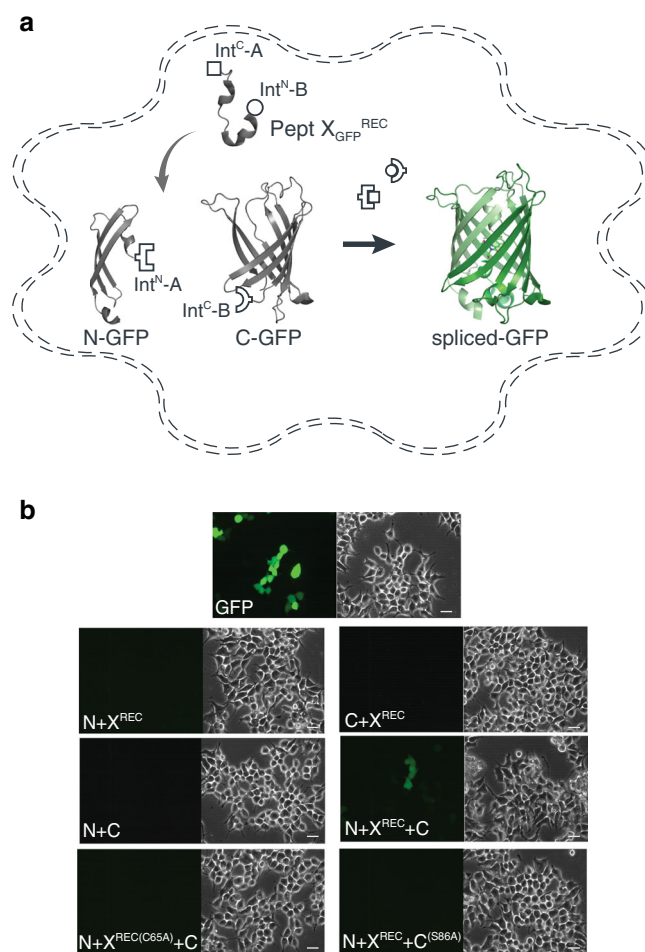 a
Int^C-A
Int^N-B
Pept X_GFP^REC
Int^N-A
Int^C-B
N-GFP
C-GFP
spliced-GFP
b
GFP
N+X^REC
C+X^REC
N+C
N+X^REC+C
N+X^REC(C65A)+C
N+X^REC+C^(S86A)